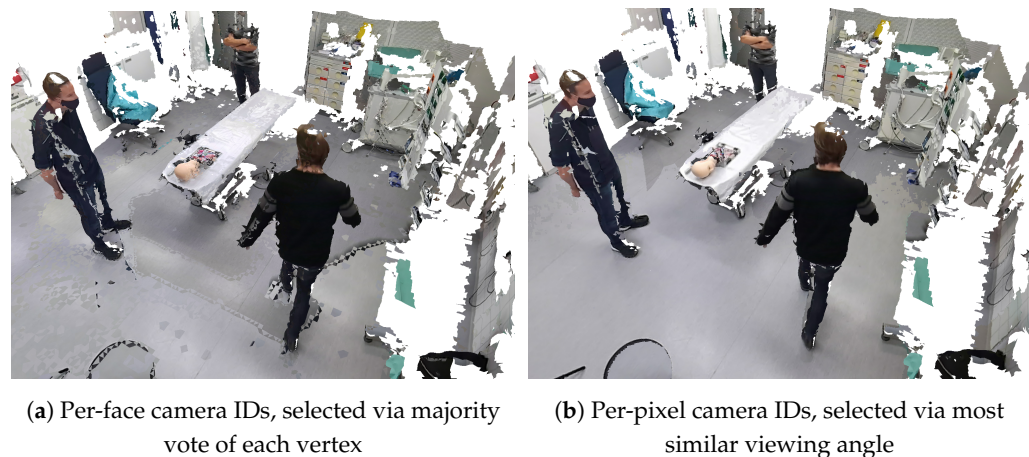 (a) Per-face camera IDs, selected via majority
vote of each vertex
(b) Per-pixel camera IDs, selected via most
similar viewing angle